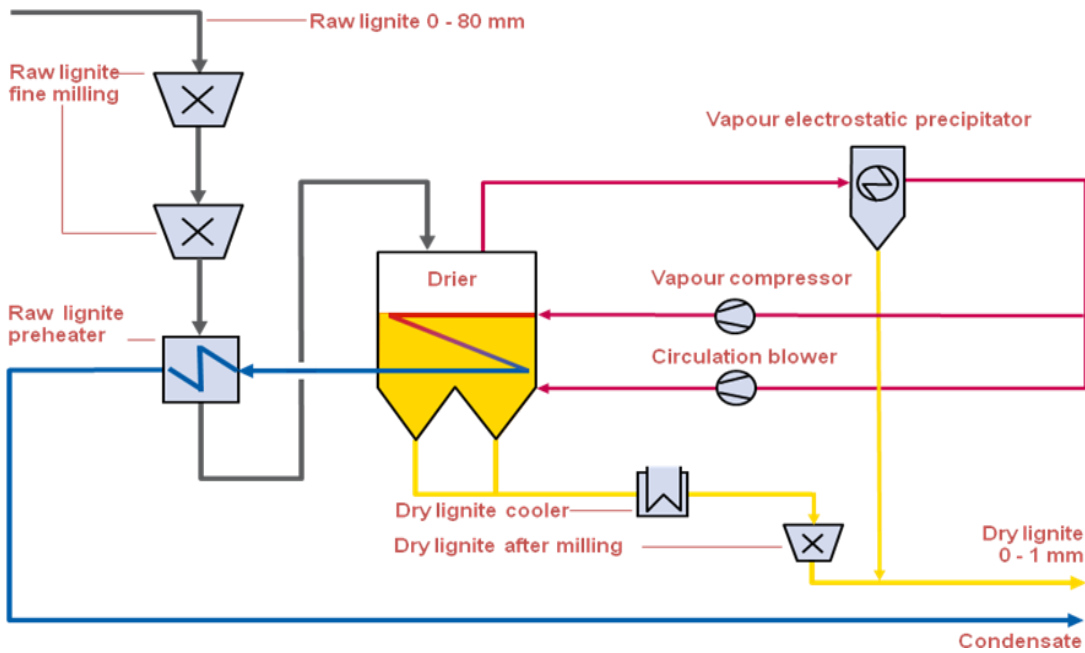 Raw lignite 0 - 80 mm
Raw lignite
fine milling
Vapour electrostatic precipitator
Drier
Vapour compressor
Raw lignite
preheater
Circulation blower
Dry lignite cooler
Dry lignite after milling
Dry lignite
0 - 1 mm
Condensate